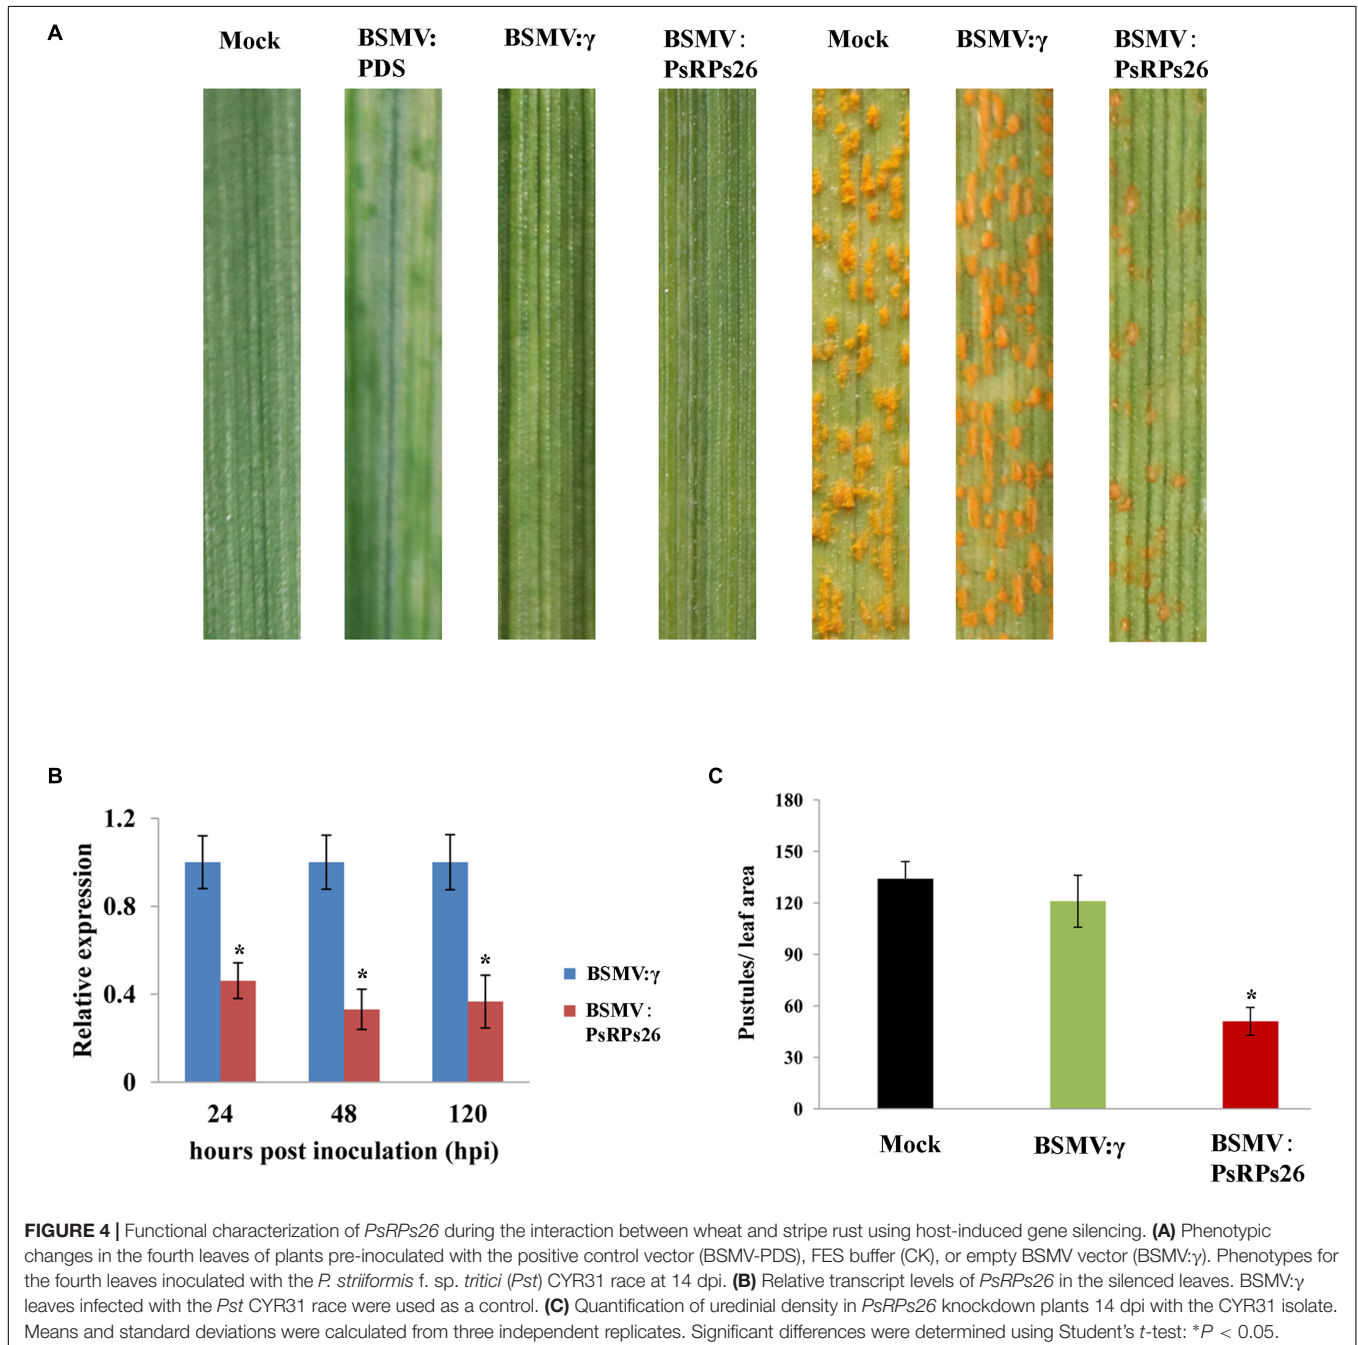 A
Mock
BSMV:
PDS
BSMV:γ
BSMV:
PsRPs26
Mock
BSMV:γ
BSMV:
PsRPs26
B
1.2
0.8
0.4
0
Relative expression
*
*
*
24
48
120
hours post inoculation (hpi)
BSMV:γ
BSMV:
PsRPs26
C
180
150
120
90
60
30
0
Pustules/ leaf area
*
Mock
BSMV:γ
BSMV:
PsRPs26
FIGURE 4 | Functional characterization of PsRPs26 during the interaction between wheat and stripe rust using host-induced gene silencing. (A) Phenotypic
changes in the fourth leaves of plants pre-inoculated with the positive control vector (BSMV-PDS), FES buffer (CK), or empty BSMV vector (BSMV:γ). Phenotypes for
the fourth leaves inoculated with the P. striiformis f. sp. tritici (Pst) CYR31 race at 14 dpi. (B) Relative transcript levels of PsRPs26 in the silenced leaves. BSMV:γ
leaves infected with the Pst CYR31 race were used as a control. (C) Quantification of uredinial density in PsRPs26 knockdown plants 14 dpi with the CYR31 isolate.
Means and standard deviations were calculated from three independent replicates. Significant differences were determined using Student's t-test: *P < 0.05.